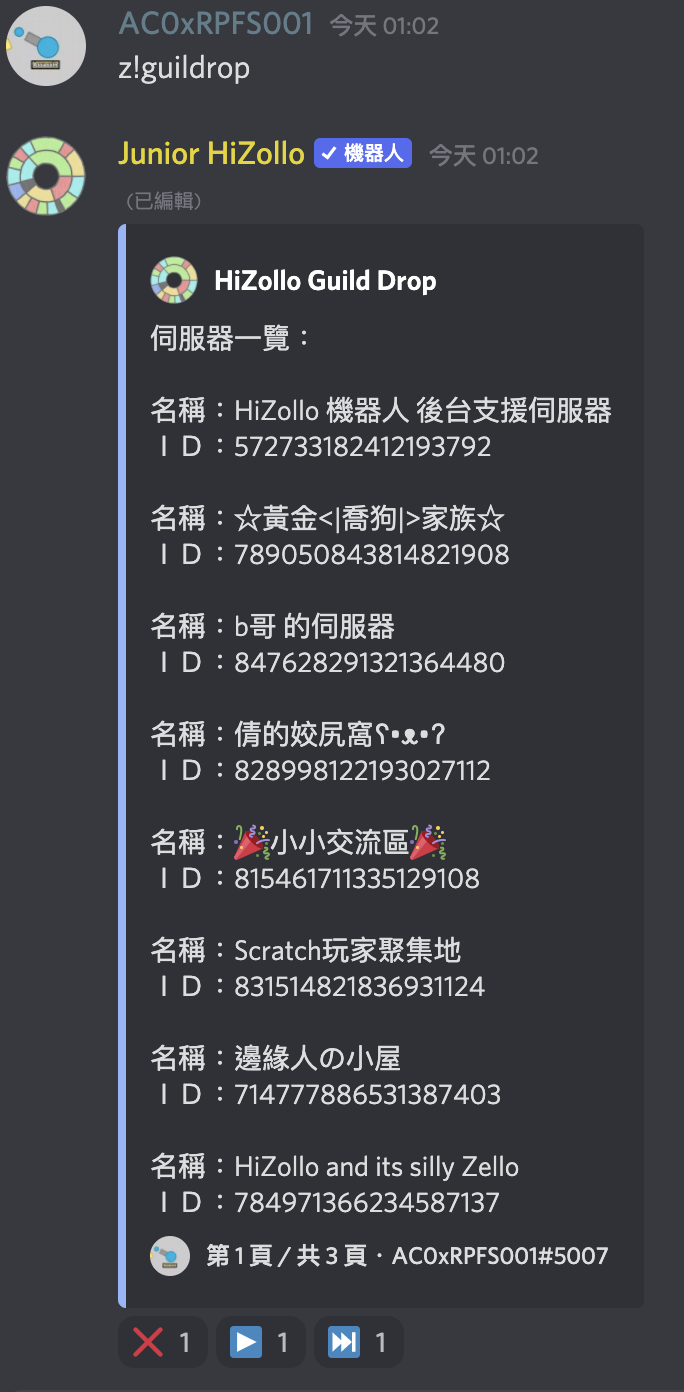 AC0xRPFS001 今天 01:02
z!guildrop
Junior HiZollo ✓ 機器人 今天 01:02
(已編輯)
HiZollo Guild Drop
伺服器一覽：
名稱：HiZollo 機器人 後台支援伺服器
ＩＤ：572733182412193792
名稱：☆黃金<|喬狗|>家族☆
ＩＤ：789050843814821908
名稱：b哥 的伺服器
ＩＤ：847628291321364480
名稱：倩的姣尻窩ʕ•ᴥ•ʔ
ＩＤ：828998122193027112
名稱：🎉小小交流區🎉
ＩＤ：815461711335129108
名稱：Scratch玩家聚集地
ＩＤ：831514821836931124
名稱：邊緣人の小屋
ＩＤ：714777886531387403
名稱：HiZollo and its silly Zello
ＩＤ：784971366234587137
第 1 頁 / 共 3 頁 · AC0xRPFS001#5007
❌ 1 ▶️ 1 ⏭️ 1